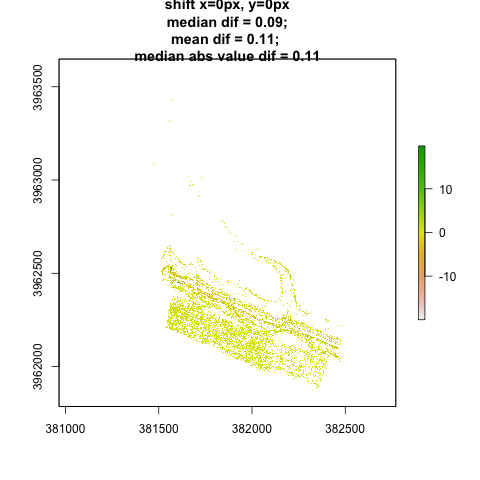 shift x=0px, y=0px
median dif = 0.09;
mean dif = 0.11;
median abs value dif = 0.11
3963500
3963000
3962500
3962000
10
0
-10
381000
381500
382000
382500